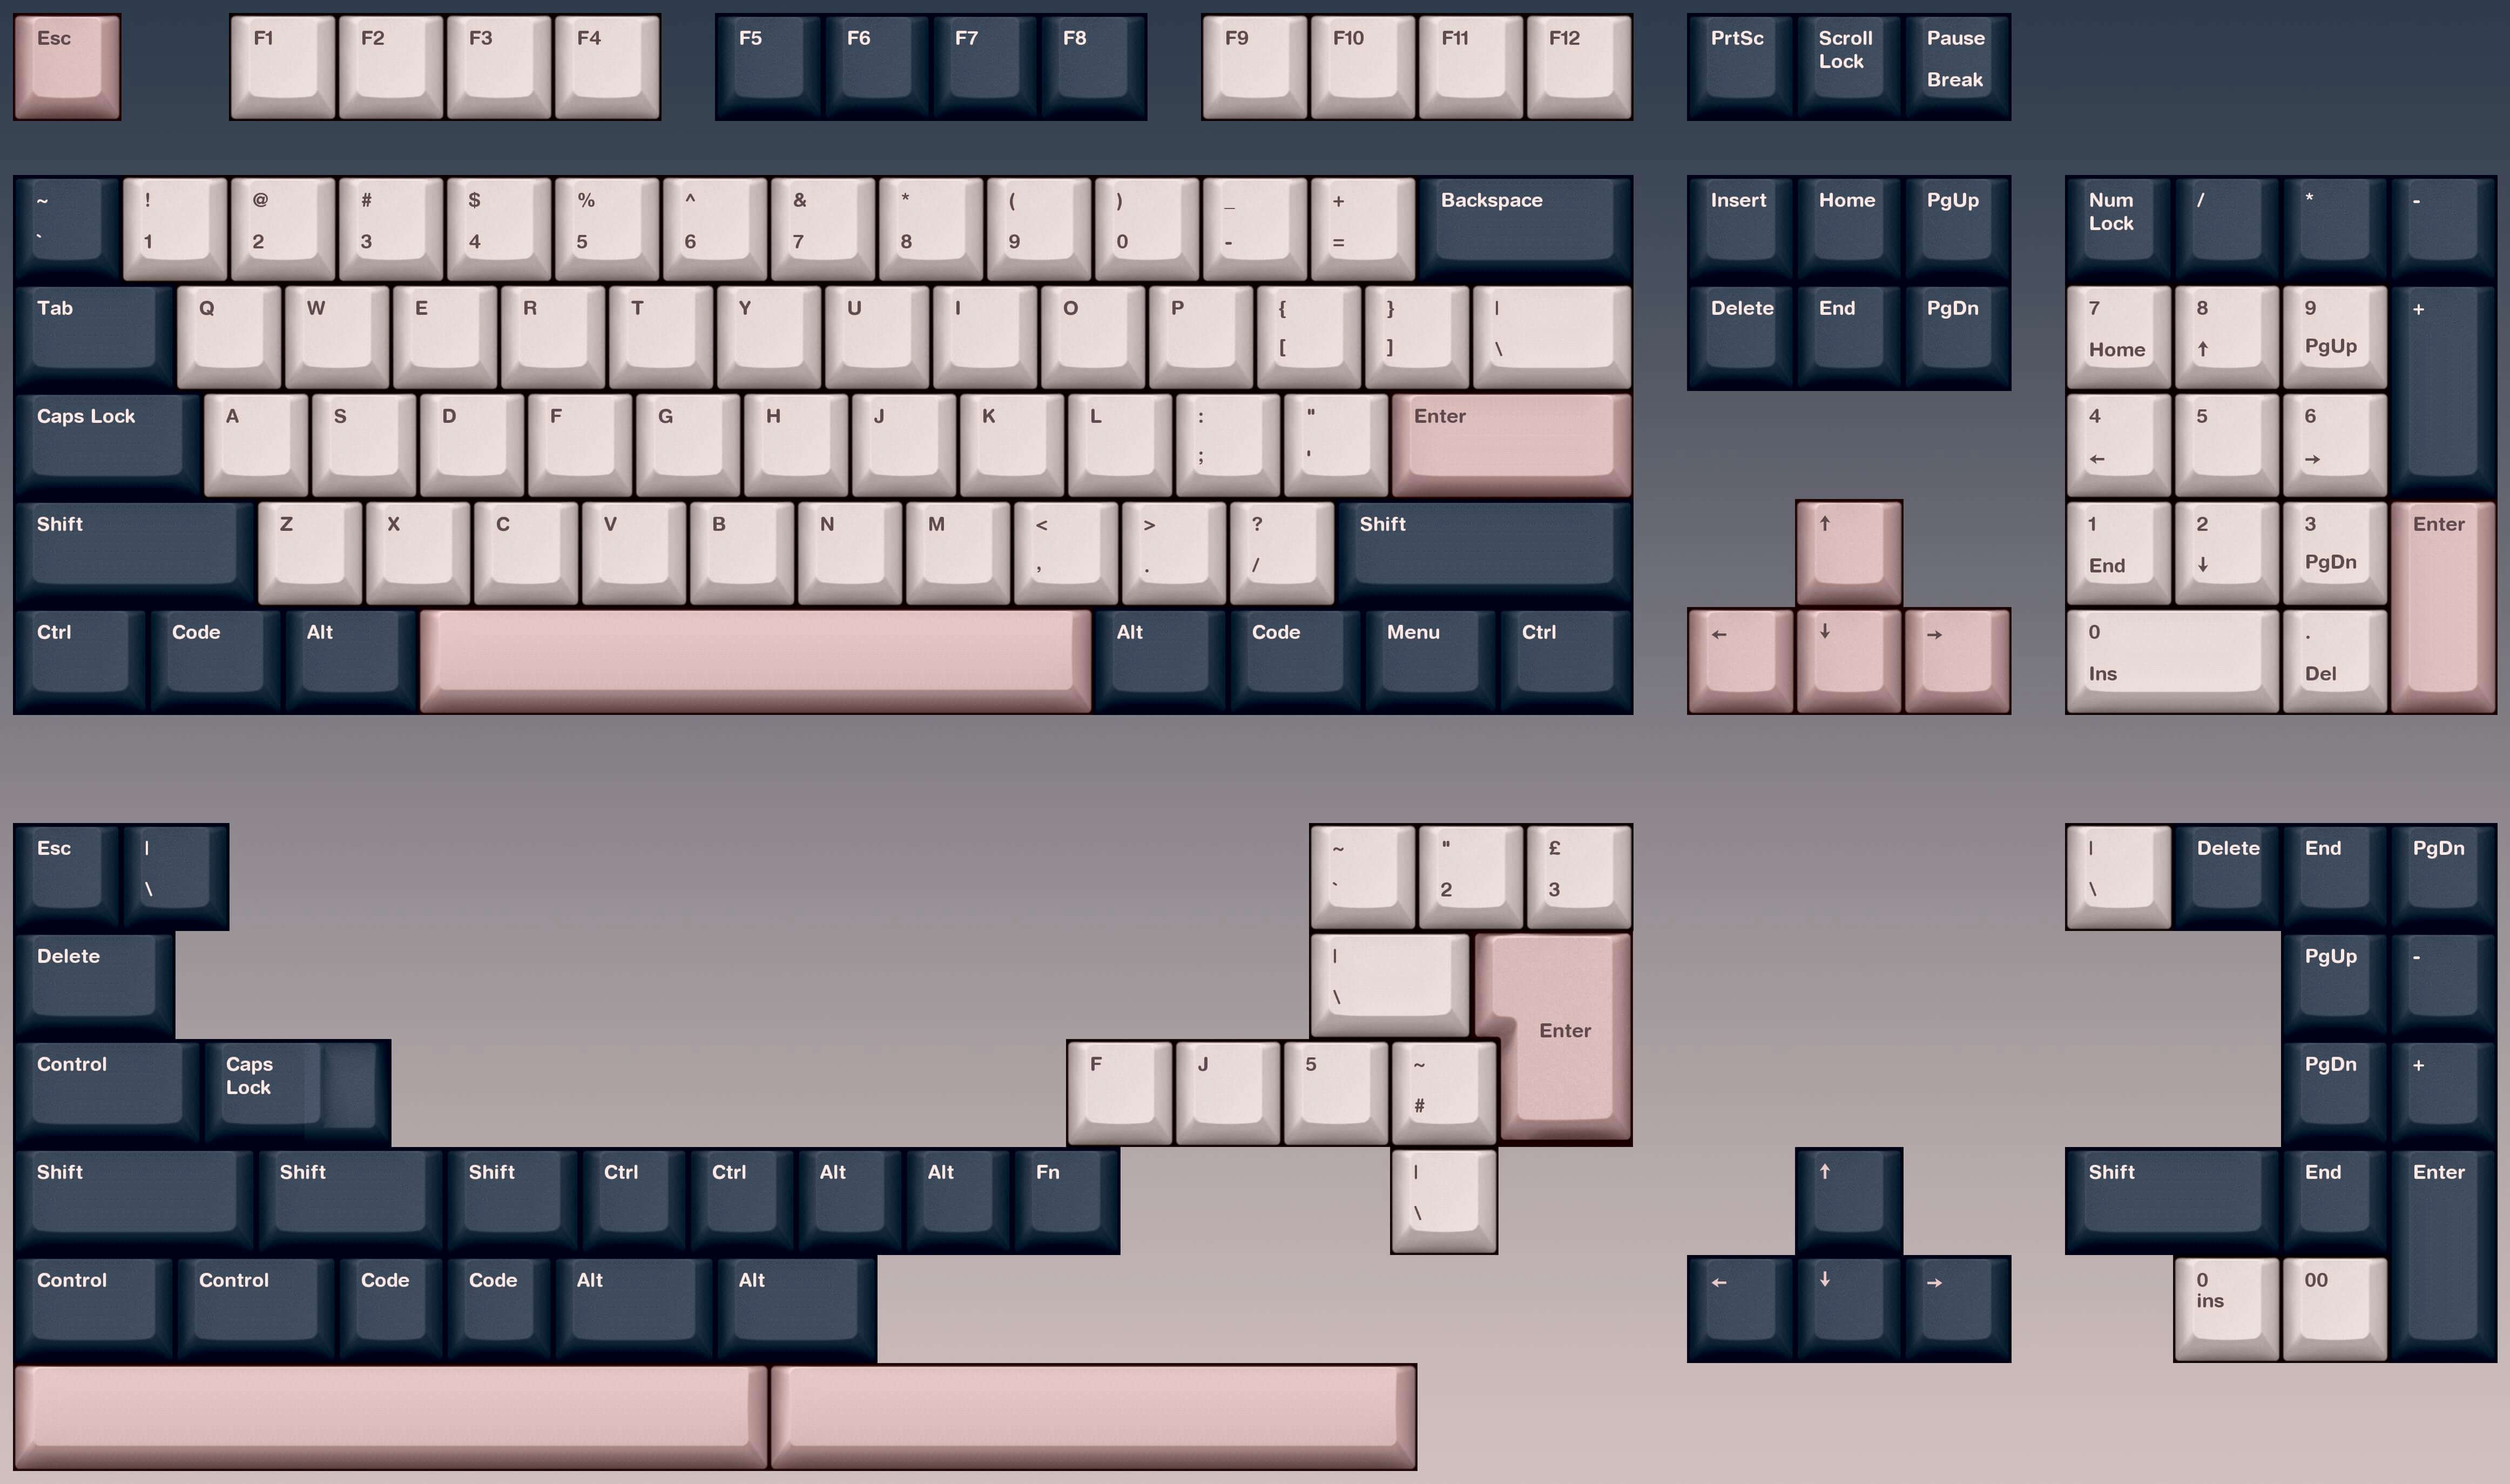 Esc F1 F2 F3 F4 F5 F6 F7 F8 F9 F10 F11 F12 PrtSc Scroll Pause
Lock
Break
~ ! @ # $ % ^ & * ( ) _ + Backspace Insert Home PgUp Num / * -
Lock
` 1 2 3 4 5 6 7 8 9 0 - =
Tab Q W E R T Y U I O P { } | Delete End PgDn 7 8 9 +
[ ] \ Home ↑ PgUp
Caps Lock A S D F G H J K L : " Enter 4 5 6
; ' ← →
Shift Z X C V B N M < > ? Shift ↑ 1 2 3 Enter
, . / End ↓ PgDn
Ctrl Code Alt Alt Code Menu Ctrl ← ↓ → 0 .
Ins Del
Esc | ~ " £ | Delete End PgDn
\ ` 2 3 \
Delete | PgUp -
\
Enter
Control Caps F J 5 ~ PgDn +
Lock #
Shift Shift Shift Ctrl Ctrl Alt Alt Fn | ↑ Shift End Enter
\
Control Control Code Code Alt Alt ← ↓ → 0 00
ins